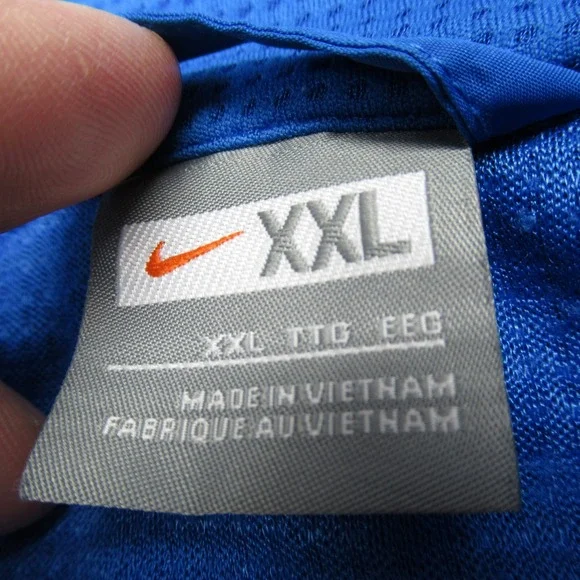 XXL
XXL TTG EEG
MADE IN VIETNAM
FABRIQUE AU VIETNAM